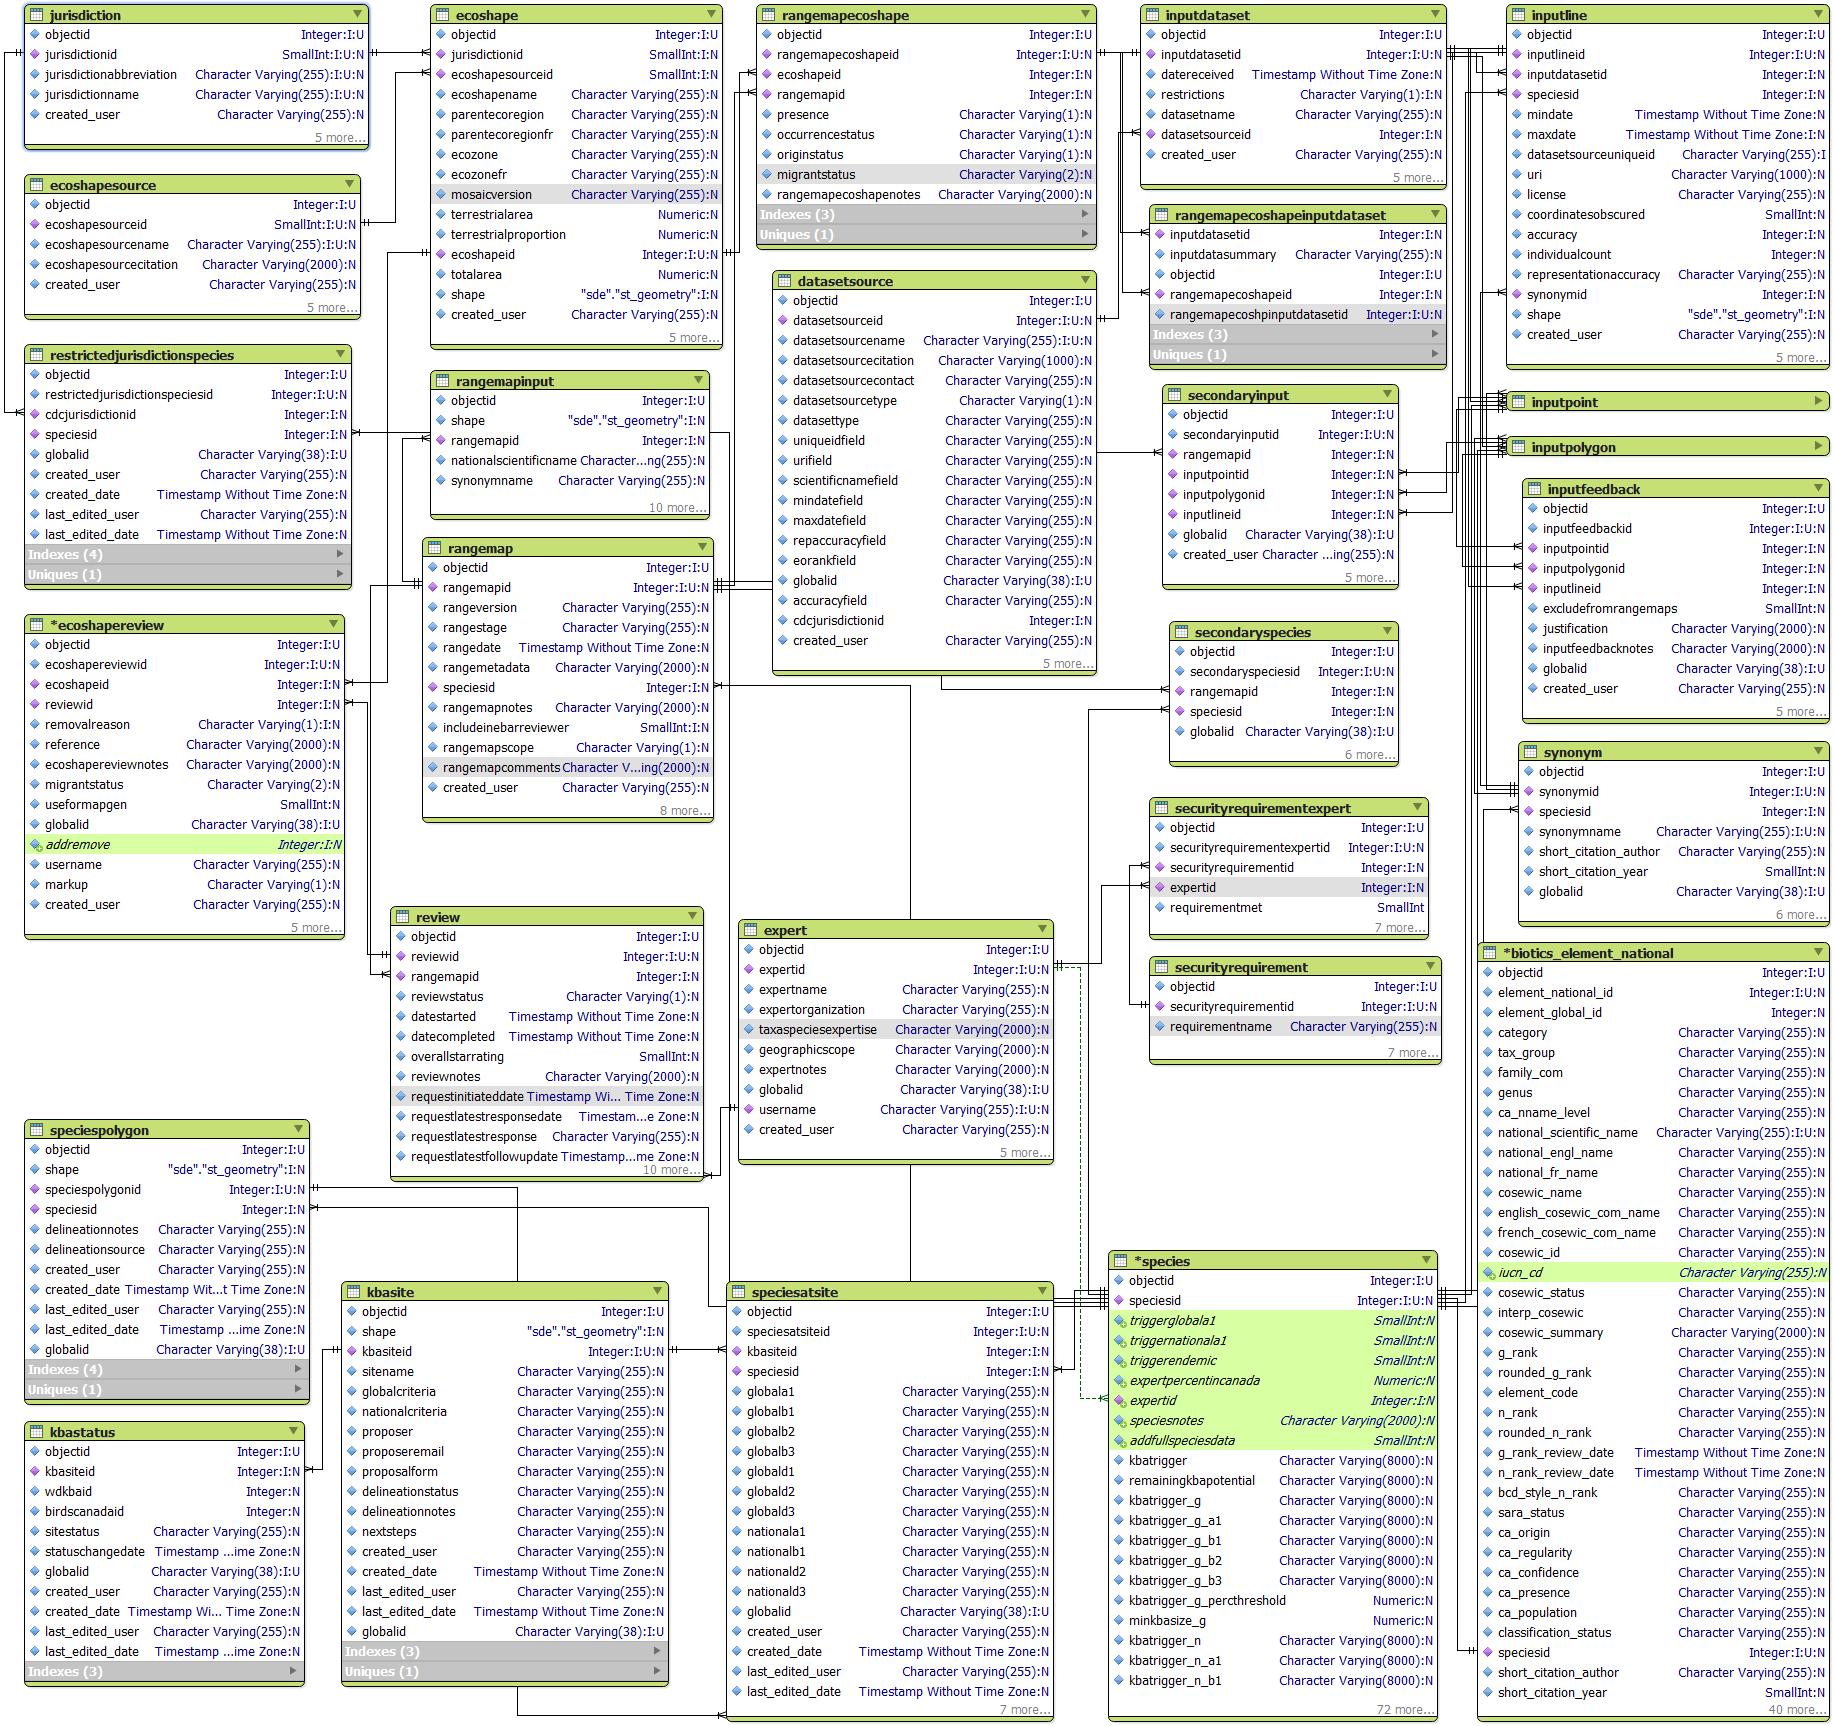 jurisdiction
objectid Integer:I:U
jurisdictionid SmallInt:I:U:N
jurisdictionabbreviation Character Varying(255):I:U:N
jurisdictionname Character Varying(255):I:U:N
created_user Character Varying(255):N
5 more...
ecoshapesource
objectid Integer:I:U
ecoshapesourceid SmallInt:I:U:N
ecoshapesourcename Character Varying(255):I:U:N
ecoshapesourcecitation Character Varying(2000):N
created_user Character Varying(255):N
5 more...
restrictedjurisdictionspecies
objectid Integer:I:U
restrictedjurisdictionspeciesid Integer:I:U:N
cdcjurisdictionid Integer:I:N
speciesid Integer:I:N
globalid Character Varying(38):I:U
created_user Character Varying(255):N
created_date Timestamp Without Time Zone:N
last_edited_user Character Varying(255):N
last_edited_date Timestamp Without Time Zone:N
Indexes (4)
Uniques (1)
*ecoshapereview
objectid Integer:I:U
ecoshapereviewid Integer:I:U:N
ecoshapeid Integer:I:N
reviewid Integer:I:N
removalreason Character Varying(1):I:N
reference Character Varying(2000):N
ecoshapereviewnotes Character Varying(2000):N
migrantstatus Character Varying(2):N
useformapgen SmallInt:N
globalid Character Varying(38):I:U
addremove Integer:I:N
username Character Varying(255):N
markup Character Varying(1):N
created_user Character Varying(255):N
5 more...
speciespolygon
objectid Integer:I:U
shape "sde"."st_geometry":I:N
speciespolygonid Integer:I:U:N
speciesid Integer:I:N
delineationnotes Character Varying(255):N
delineationsource Character Varying(255):N
created_user Character Varying(255):N
created_date Timestamp Wit...t Time Zone:N
last_edited_user Character Varying(255):N
last_edited_date Timestamp ...ime Zone:N
globalid Character Varying(38):I:U
Indexes (4)
Uniques (1)
kbastatus
objectid Integer:I:U
kbasiteid Integer:I:N
wdkbaid Integer:N
birdscanadaid Integer:N
sitestatus Character Varying(255):N
statuschangedate Timestamp ...ime Zone:N
globalid Character Varying(38):I:U
created_user Character Varying(255):N
created_date Timestamp Wi... Time Zone:N
last_edited_user Character Varying(255):N
last_edited_date Timestamp ...ime Zone:N
Indexes (3)
ecoshape
objectid Integer:I:U
jurisdictionid SmallInt:I:N
ecoshapesourceid SmallInt:I:N
ecoshapename Character Varying(255):N
parentecoregion Character Varying(255):N
parentecoregionfr Character Varying(255):N
ecozone Character Varying(255):N
ecozonefr Character Varying(255):N
mosaicversion Character Varying(255):N
terrestrialarea Numeric:N
terrestrialproportion Numeric:N
ecoshapeid Integer:I:U:N
totalarea Numeric:N
shape "sde"."st_geometry":I:N
created_user Character Varying(255):N
5 more...
rangemapinput
objectid Integer:I:U
shape "sde"."st_geometry":I:N
rangemapid Integer:I:N
nationalscientificname Character...ng(255):N
synonymname Character Varying(255):N
10 more...
rangemap
objectid Integer:I:U
rangemapid Integer:I:U:N
rangeversion Character Varying(255):N
rangestage Character Varying(255):N
rangedate Timestamp Without Time Zone:N
rangemetadata Character Varying(2000):N
speciesid Integer:I:N
rangemapnotes Character Varying(2000):N
includeinebarreviewer SmallInt:I:N
rangemapscope Character Varying(1):N
rangemapcomments Character V...ing(2000):N
created_user Character Varying(255):N
8 more...
review
objectid Integer:I:U
reviewid Integer:I:U:N
rangemapid Integer:I:N
reviewstatus Character Varying(1):N
datestarted Timestamp Without Time Zone:N
datecompleted Timestamp Without Time Zone:N
overallstarrating SmallInt:N
reviewnotes Character Varying(2000):N
requestinitiateddate Timestamp Wi... Time Zone:N
requestlatestresponsedate Timestam...e Zone:N
requestlatestresponse Character Varying(255):N
requestlatestfollowupdate Timestamp...me Zone:N
10 more...
kbasite
objectid Integer:I:U
shape "sde"."st_geometry":I:N
kbasiteid Integer:I:U:N
sitename Character Varying(255):N
globalcriteria Character Varying(255):N
nationalcriteria Character Varying(255):N
proposer Character Varying(255):N
proposeremail Character Varying(255):N
proposalform Character Varying(255):N
delineationstatus Character Varying(255):N
delineationnotes Character Varying(255):N
nextsteps Character Varying(255):N
created_user Character Varying(255):N
created_date Timestamp Without Time Zone:N
last_edited_user Character Varying(255):N
last_edited_date Timestamp Without Time Zone:N
globalid Character Varying(38):I:U
Indexes (3)
Uniques (1)
rangemapecoshape
objectid Integer:I:U
rangemapecoshapeid Integer:I:U:N
ecoshapeid Integer:I:N
rangemapid Integer:I:N
presence Character Varying(1):N
occurrencestatus Character Varying(1):N
originstatus Character Varying(1):N
migrantstatus Character Varying(2):N
rangemapecoshapenotes Character Varying(2000):N
Indexes (3)
Uniques (1)
datasetsource
objectid Integer:I:U
datasetsourceid Integer:I:U:N
datasetsourcename Character Varying(255):I:U:N
datasetsourcecitation Character Varying(1000):N
datasetsourcecontact Character Varying(255):N
datasetsourcetype Character Varying(1):N
datasettype Character Varying(255):N
uniqueidfield Character Varying(255):N
urifield Character Varying(255):N
scientificnamefield Character Varying(255):N
mindatefield Character Varying(255):N
maxdatefield Character Varying(255):N
repaccuracyfield Character Varying(255):N
eorankfield Character Varying(255):N
globalid Character Varying(38):I:U
accuracyfield Character Varying(255):N
cdcjurisdictionid Integer:I:N
created_user Character Varying(255):N
5 more...
expert
objectid Integer:I:U
expertid Integer:I:U:N
expertname Character Varying(255):N
expertorganization Character Varying(255):N
taxaspeciesexpertise Character Varying(2000):N
geographicscope Character Varying(2000):N
expertnotes Character Varying(2000):N
globalid Character Varying(38):I:U
username Character Varying(255):I:U:N
created_user Character Varying(255):N
5 more...
speciesatsite
objectid Integer:I:U
speciesatsiteid Integer:I:U:N
kbasiteid Integer:I:N
speciesid Integer:I:N
globala1 Character Varying(255):N
globalb1 Character Varying(255):N
globalb2 Character Varying(255):N
globalb3 Character Varying(255):N
globald1 Character Varying(255):N
globald2 Character Varying(255):N
globald3 Character Varying(255):N
nationala1 Character Varying(255):N
nationalb1 Character Varying(255):N
nationald2 Character Varying(255):N
nationald3 Character Varying(255):N
globalid Character Varying(38):I:U
created_user Character Varying(255):N
created_date Timestamp Without Time Zone:N
last_edited_user Character Varying(255):N
last_edited_date Timestamp Without Time Zone:N
7 more...
inputdataset
objectid Integer:I:U
inputdatasetid Integer:I:U:N
datereceived Timestamp Without Time Zone:N
restrictions Character Varying(1):I:N
datasetname Character Varying(255):N
datasetsourceid Integer:I:N
created_user Character Varying(255):N
5 more...
rangemapecoshapeinputdataset
inputdatasetid Integer:I:N
inputdatasummary Character Varying(255):N
objectid Integer:I:U
rangemapecoshapeid Integer:I:N
rangemapecoshpinputdatasetid Integer:I:U:N
Indexes (3)
Uniques (1)
secondaryinput
objectid Integer:I:U
secondaryinputid Integer:I:U:N
rangemapid Integer:I:N
inputpointid Integer:I:N
inputpolygonid Integer:I:N
inputlineid Integer:I:N
globalid Character Varying(38):I:U
created_user Character ...ing(255):N
5 more...
secondaryspecies
objectid Integer:I:U
secondaryspeciesid Integer:I:U:N
rangemapid Integer:I:N
speciesid Integer:I:N
globalid Character Varying(38):I:U
6 more...
securityrequirementexpert
objectid Integer:I:U
securityrequirementexpertid Integer:I:U:N
securityrequirementid Integer:I:N
expertid Integer:I:N
requirementmet SmallInt
7 more...
securityrequirement
objectid Integer:I:U
securityrequirementid Integer:I:U:N
requirementname Character Varying(255):N
7 more...
*species
objectid Integer:I:U
speciesid Integer:I:U:N
triggerglobala1 SmallInt:N
triggernationala1 SmallInt:N
triggerendemic SmallInt:N
expertpercentincanada Numeric:N
expertid Integer:I:N
speciesnotes Character Varying(2000):N
addfullspeciesdata SmallInt:N
kbatrigger Character Varying(8000):N
remainingkbapotential Character Varying(8000):N
kbatrigger_g Character Varying(8000):N
kbatrigger_g_a1 Character Varying(8000):N
kbatrigger_g_b1 Character Varying(8000):N
kbatrigger_g_b2 Character Varying(8000):N
kbatrigger_g_b3 Character Varying(8000):N
kbatrigger_g_percthreshold Numeric:N
minkbasize_g Numeric:N
kbatrigger_n Character Varying(8000):N
kbatrigger_n_a1 Character Varying(8000):N
kbatrigger_n_b1 Character Varying(8000):N
72 more...
inputline
objectid Integer:I:U
inputlineid Integer:I:U:N
inputdatasetid Integer:I:N
speciesid Integer:I:N
mindate Timestamp Without Time Zone:N
maxdate Timestamp Without Time Zone:I:N
datasetsourceuniqueid Character Varying(255):I
uri Character Varying(1000):N
license Character Varying(255):N
coordinatesobscured SmallInt:N
accuracy Integer:I:N
individualcount Integer:N
representationaccuracy Character Varying(255):N
synonymid Integer:I:N
shape "sde"."st_geometry":I:N
created_user Character Varying(255):N
5 more...
inputpoint
inputpolygon
inputfeedback
objectid Integer:I:U
inputfeedbackid Integer:I:U:N
inputpointid Integer:I:N
inputpolygonid Integer:I:N
inputlineid Integer:I:N
excludefromrangemaps SmallInt:N
justification Character Varying(2000):N
inputfeedbacknotes Character Varying(2000):N
globalid Character Varying(38):I:U
created_user Character Varying(255):N
5 more...
synonym
objectid Integer:I:U
synonymid Integer:I:U:N
speciesid Integer:I:N
synonymname Character Varying(255):I:U:N
short_citation_author Character Varying(255):N
short_citation_year SmallInt:N
globalid Character Varying(38):I:U
6 more...
*biotics_element_national
objectid Integer:I:U
element_national_id Integer:I:U:N
element_global_id Integer:N
category Character Varying(255):N
tax_group Character Varying(255):N
family_com Character Varying(255):N
genus Character Varying(255):N
ca_nname_level Character Varying(255):N
national_scientific_name Character Varying(255):I:U:N
national_engl_name Character Varying(255):N
national_fr_name Character Varying(255):N
cosewic_name Character Varying(255):N
english_cosewic_com_name Character Varying(255):N
french_cosewic_com_name Character Varying(255):N
cosewic_id Character Varying(255):N
iucn_cd Character Varying(255):N
cosewic_status Character Varying(255):N
interp_cosewic Character Varying(255):N
cosewic_summary Character Varying(2000):N
g_rank Character Varying(255):N
rounded_g_rank Character Varying(255):N
element_code Character Varying(255):N
n_rank Character Varying(255):N
rounded_n_rank Character Varying(255):N
g_rank_review_date Timestamp Without Time Zone:N
n_rank_review_date Timestamp Without Time Zone:N
bcd_style_n_rank Character Varying(255):N
sara_status Character Varying(255):N
ca_origin Character Varying(255):N
ca_regularity Character Varying(255):N
ca_confidence Character Varying(255):N
ca_presence Character Varying(255):N
ca_population Character Varying(255):N
classification_status Character Varying(255):N
speciesid Integer:I:U:N
short_citation_author Character Varying(255):N
short_citation_year SmallInt:N
40 more...